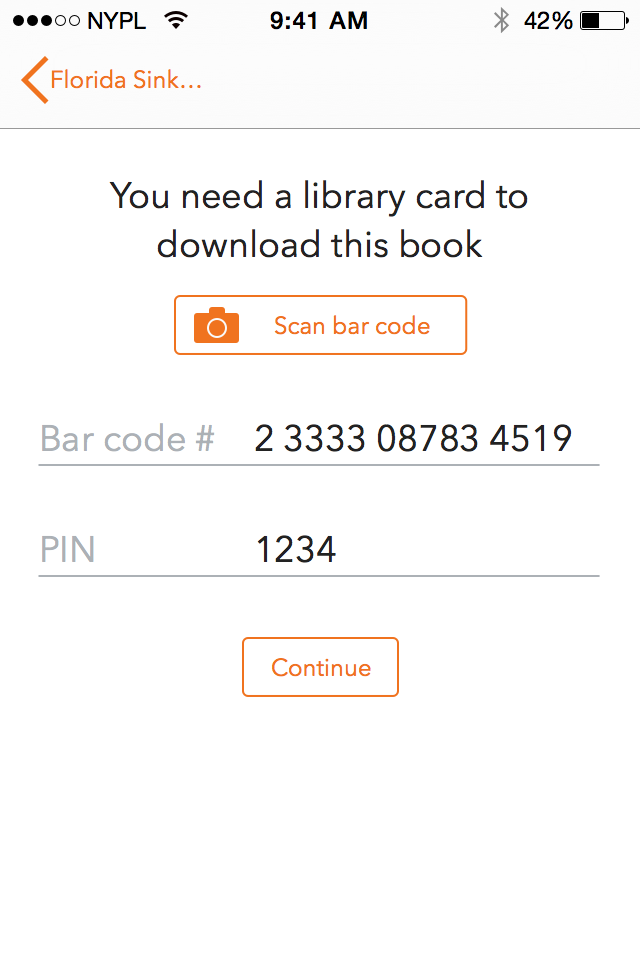 NYPL 9:41 AM 42%
Florida Sink...
You need a library card to
download this book
Scan bar code
Bar code # 2 3333 08783 4519
PIN 1234
Continue